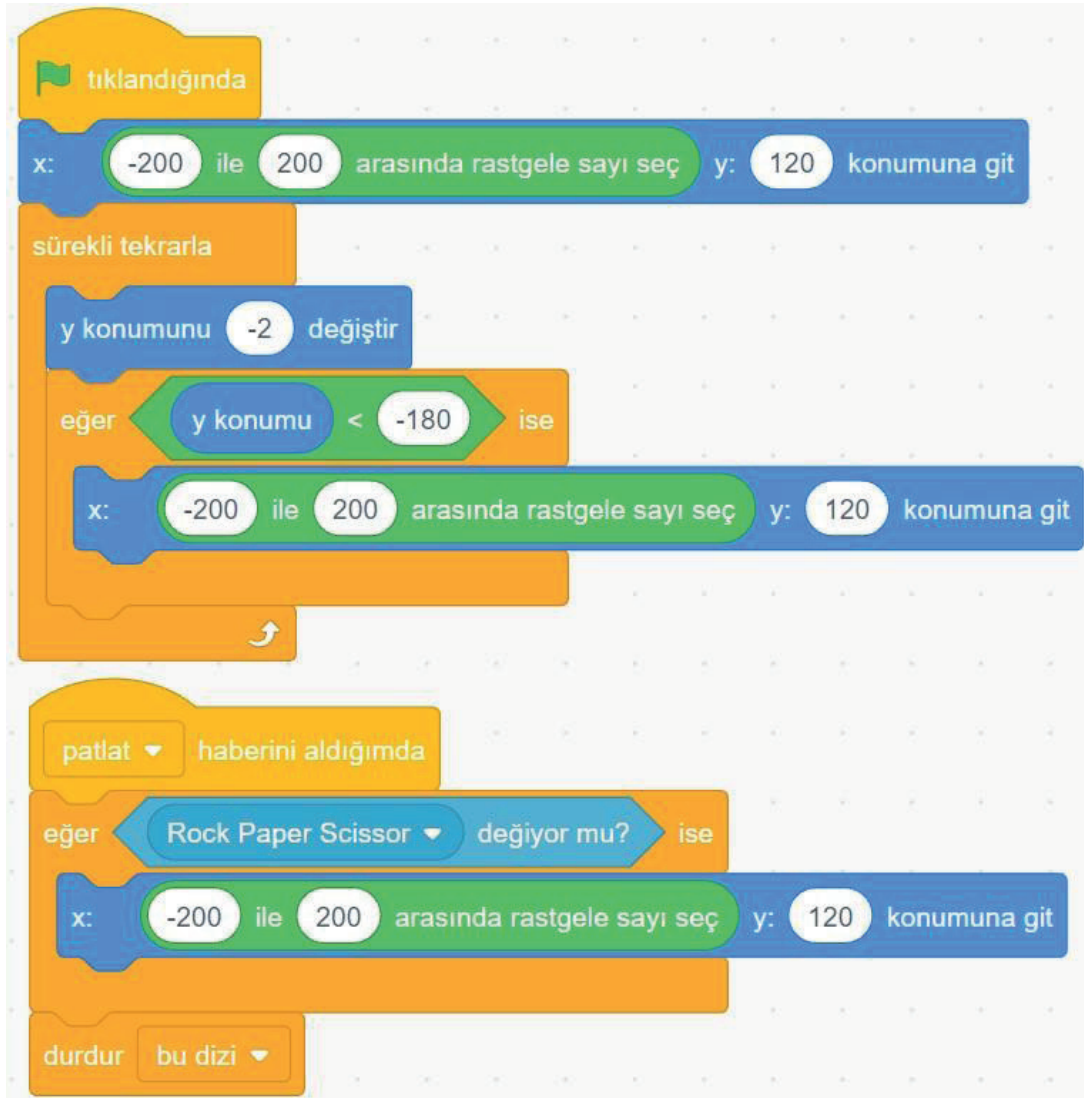 tıklandığında
x: -200 ile 200 arasında rastgele sayı seç y: 120 konumuna git
sürekli tekrarla
y konumunu -2 değiştir
eğer y konumu < -180 ise
x: -200 ile 200 arasında rastgele sayı seç y: 120 konumuna git
patlat haberini aldığımda
eğer Rock Paper Scissor değiyor mu? ise
x: -200 ile 200 arasında rastgele sayı seç y: 120 konumuna git
durdur bu dizi